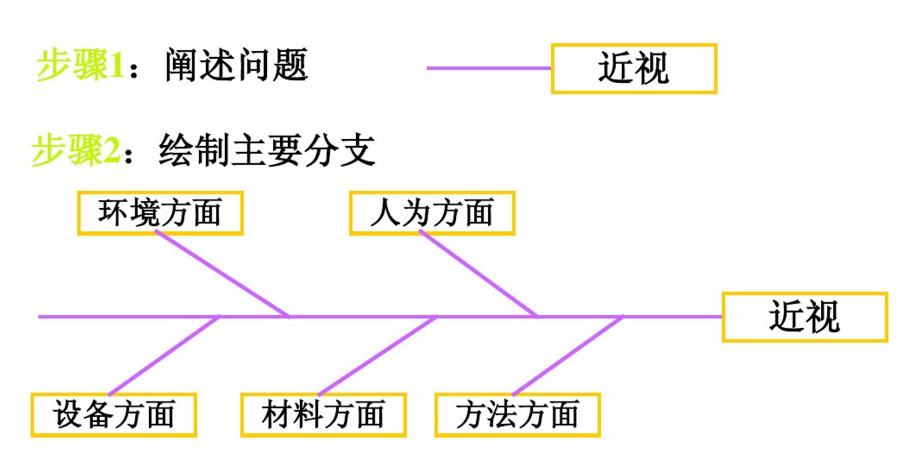 步骤1：阐述问题
近视
步骤2：绘制主要分支
环境方面
人为方面
近视
设备方面
材料方面
方法方面